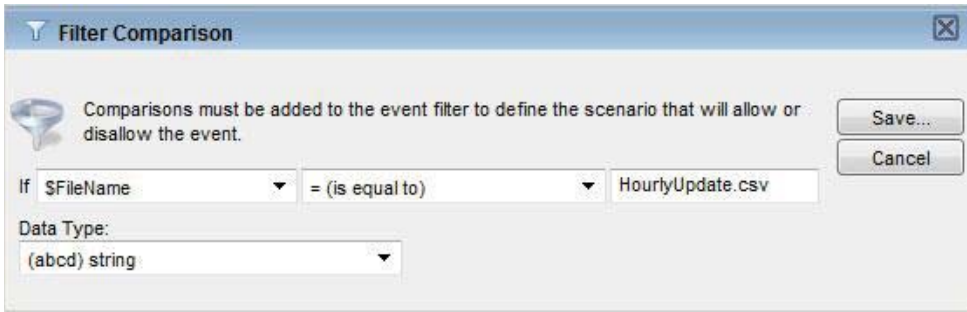 Filter Comparison
Comparisons must be added to the event filter to define the scenario that will allow or
disallow the event.
Save...
Cancel
If $FileName = (is equal to) HourlyUpdate.csv
Data Type:
(abcd) string